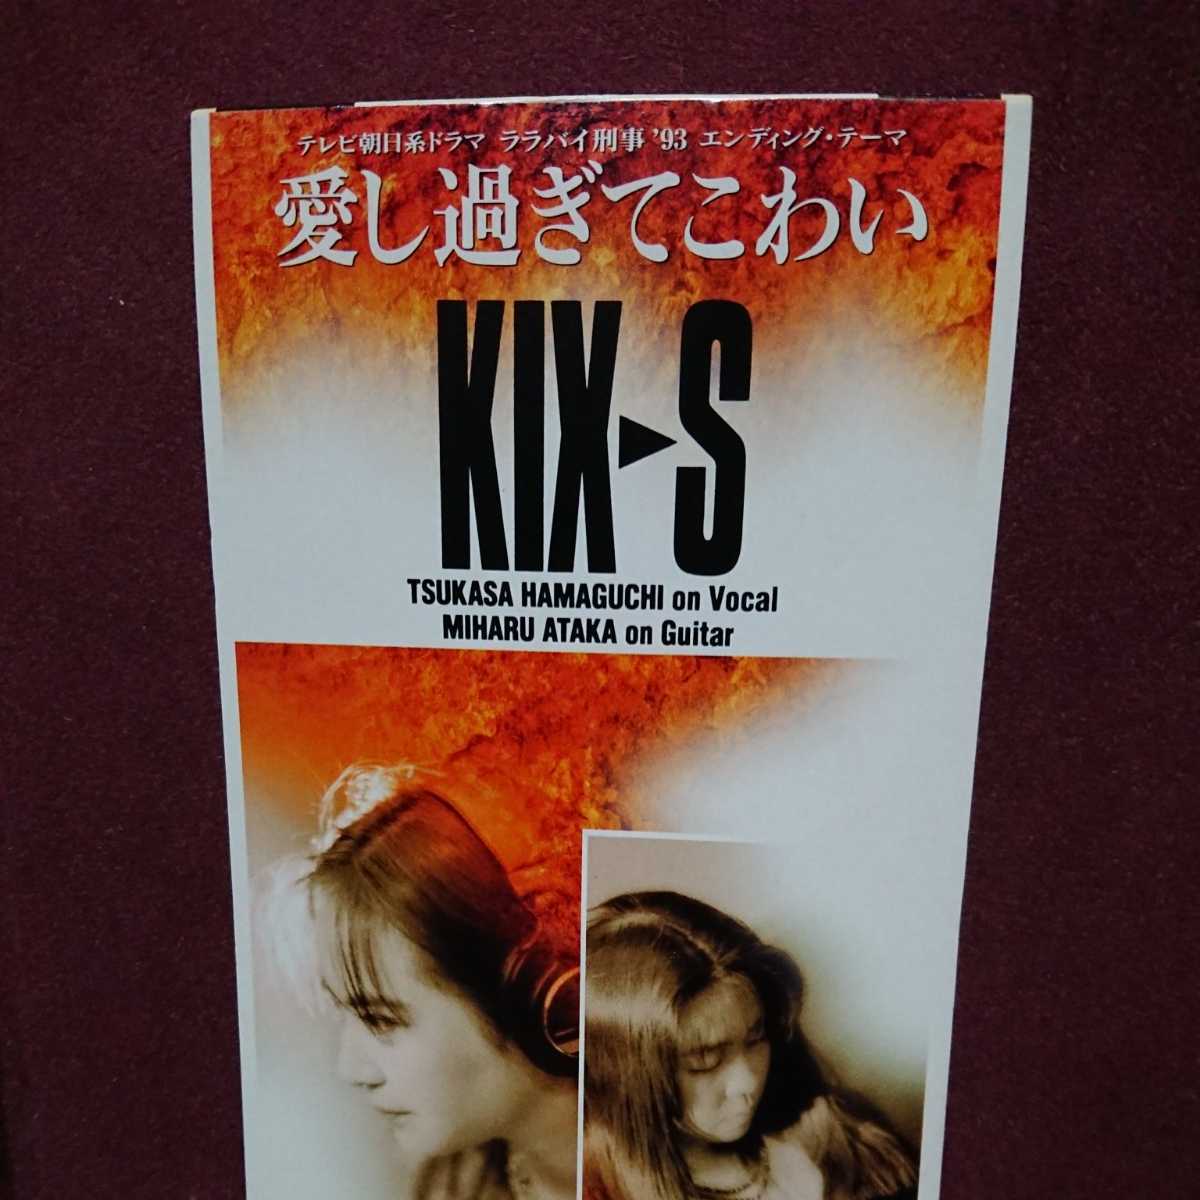 テレビ朝日系ドラマ ララバイ刑事'93 エンディング・テーマ
愛し過ぎてこわい
KIX▶S
TSUKASA HAMAGUCHI on Vocal
MIHARU ATAKA on Guitar